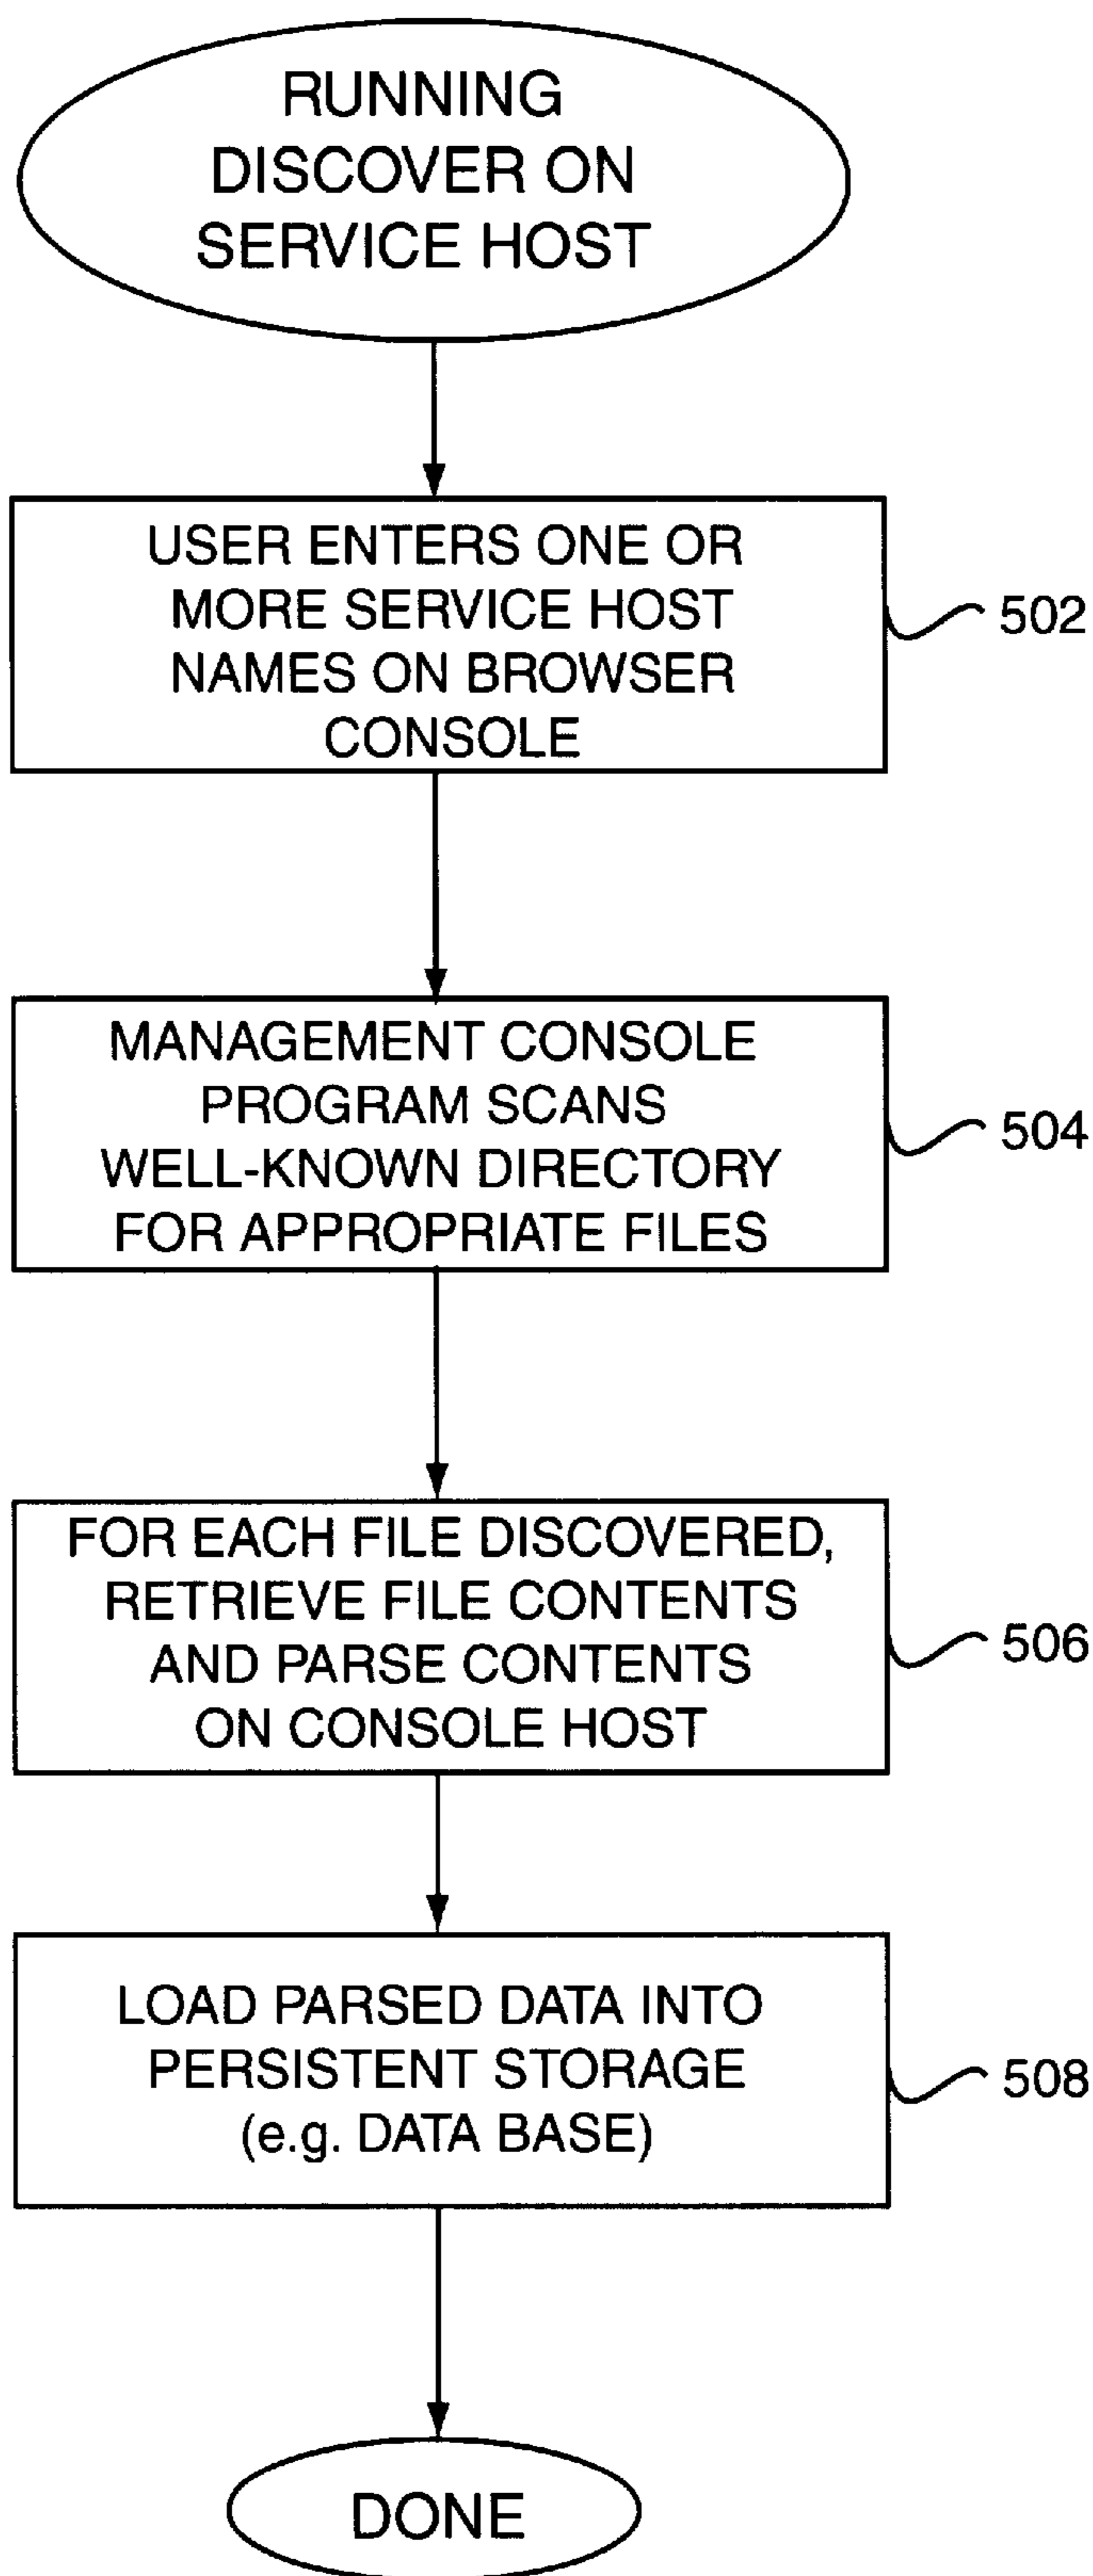 RUNNING
DISCOVER ON
SERVICE HOST
USER ENTERS ONE OR
MORE SERVICE HOST
NAMES ON BROWSER
CONSOLE
502
MANAGEMENT CONSOLE
PROGRAM SCANS
WELL-KNOWN DIRECTORY
FOR APPROPRIATE FILES
504
FOR EACH FILE DISCOVERED,
RETRIEVE FILE CONTENTS
AND PARSE CONTENTS
ON CONSOLE HOST
506
LOAD PARSED DATA INTO
PERSISTENT STORAGE
(e.g. DATA BASE)
508
DONE